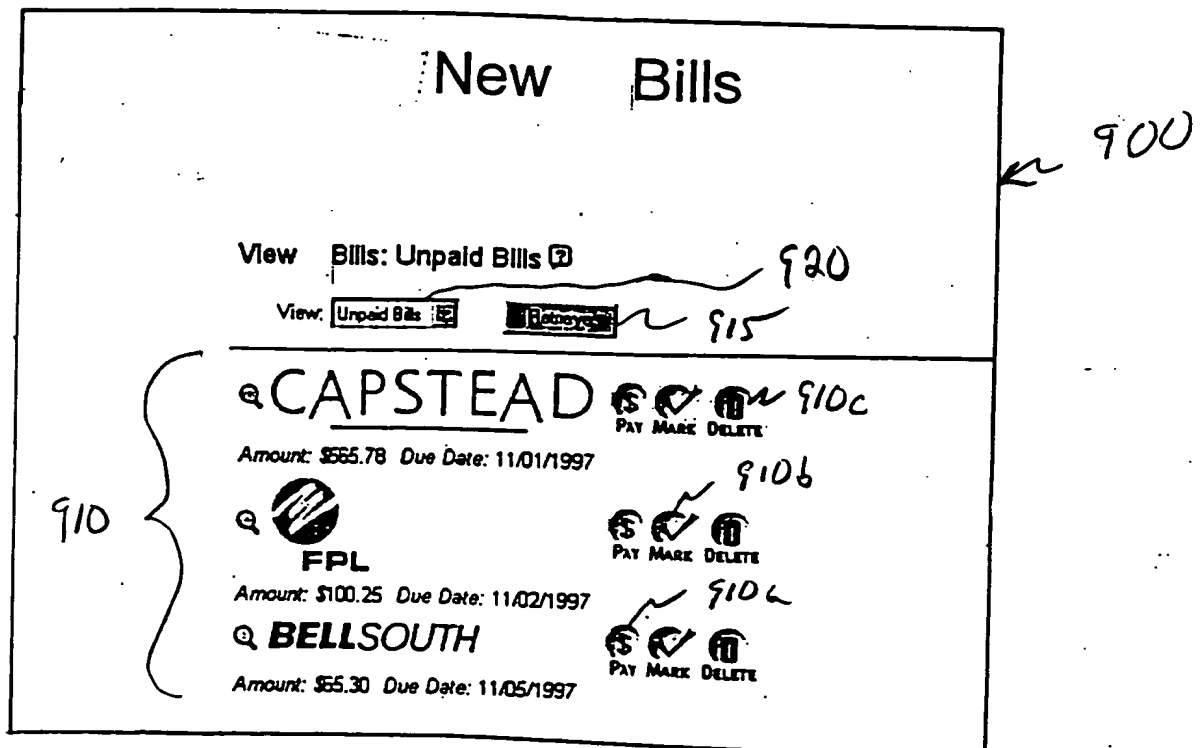 New Bills
900
View Bills: Unpaid Bills ?
920
View: Unpaid Bills
915
CAPSTEAD
PAY MARK DELETE
910c
Amount: $565.78 Due Date: 11/01/1997
910b
910
FPL
PAY MARK DELETE
Amount: $100.25 Due Date: 11/02/1997
910a
BELLSOUTH
PAY MARK DELETE
Amount: $65.30 Due Date: 11/05/1997